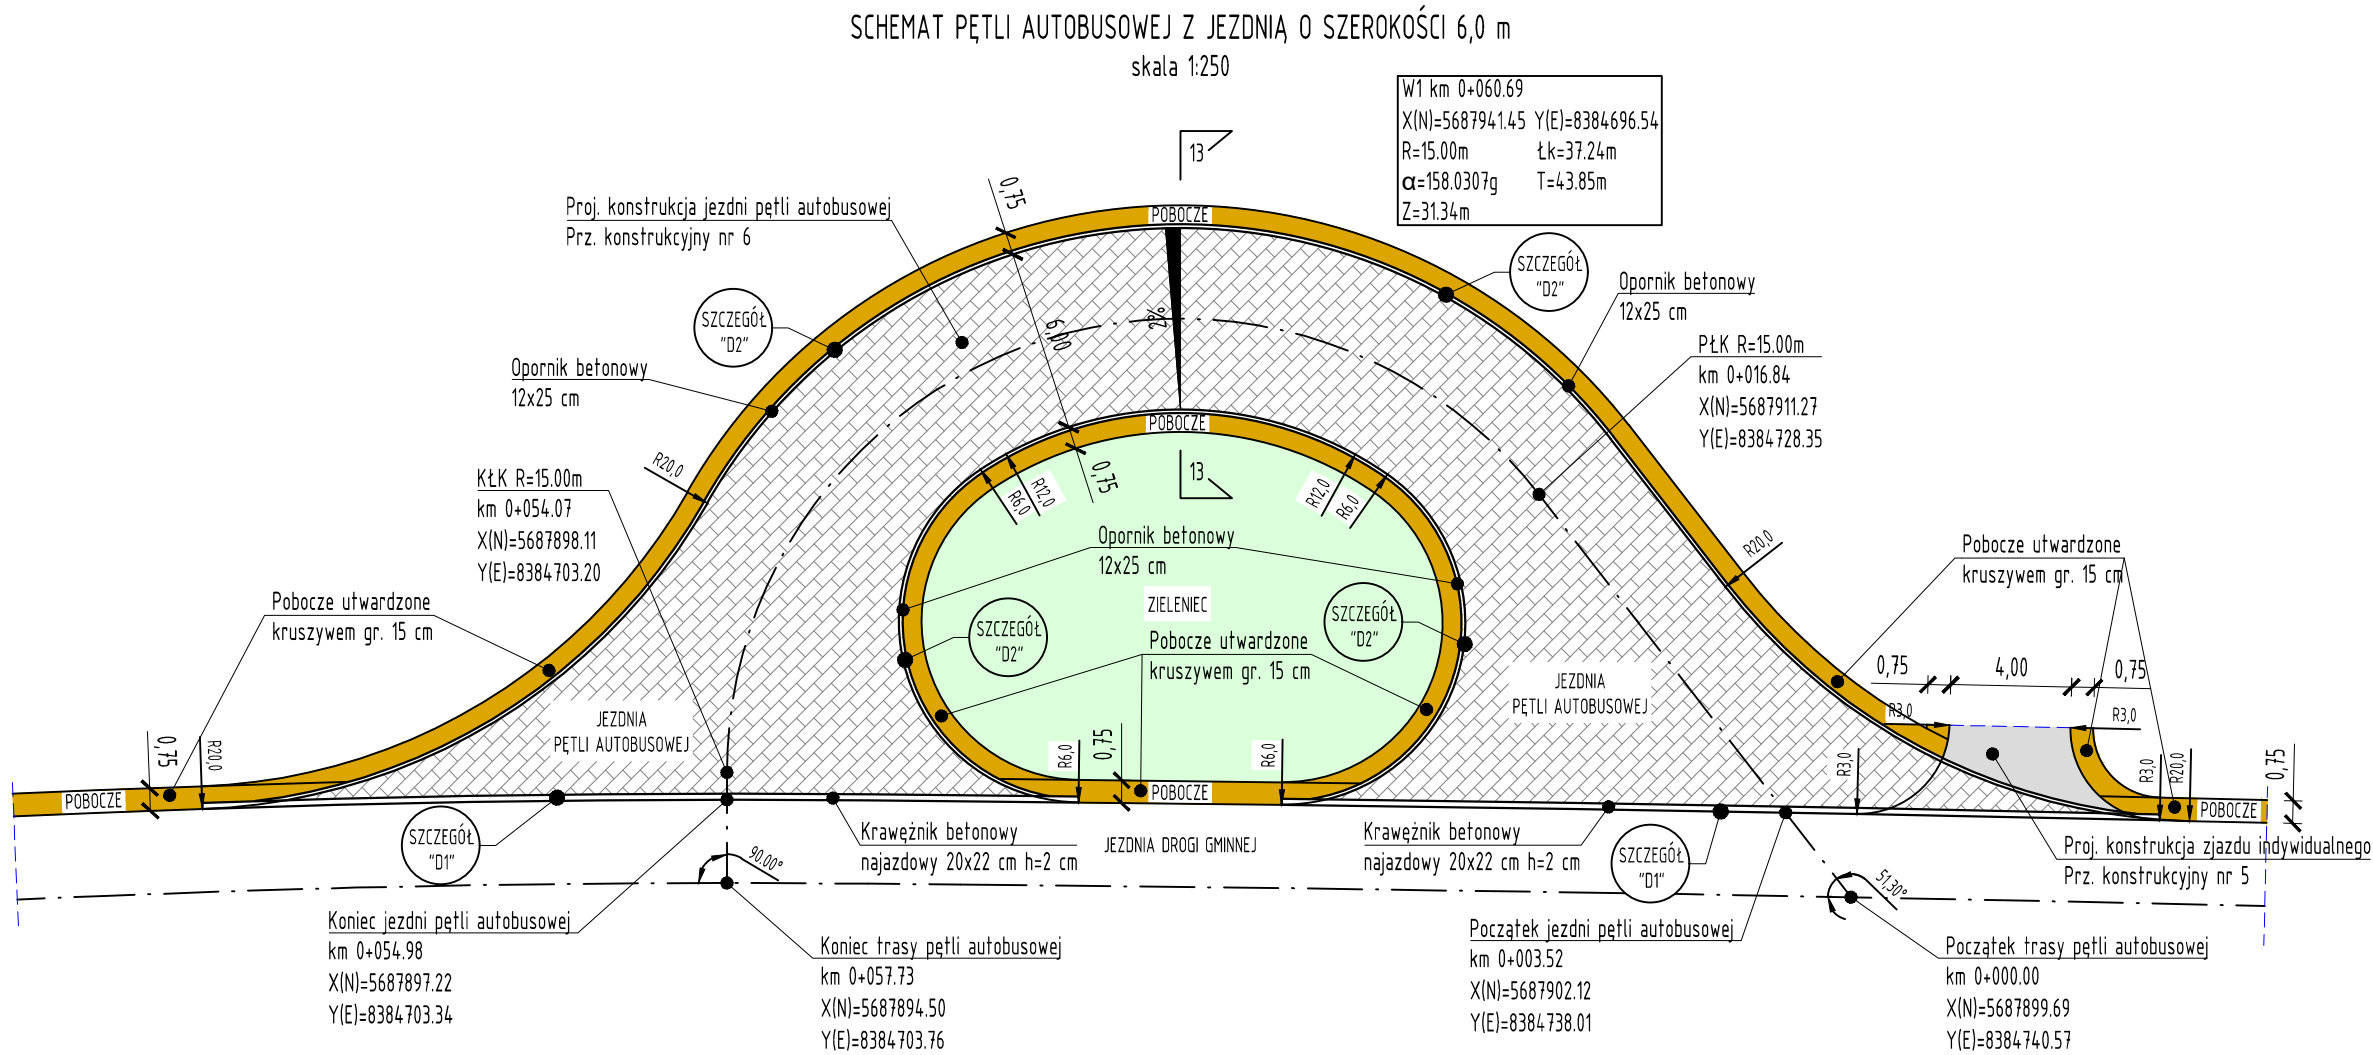 SCHEMAT PĘTLI AUTOBUSOWEJ Z JEZDNIĄ O SZEROKOŚCI 6,0 m
skala 1:250
W1 km 0+060.69
X(N)=5687941.45 Y(E)=8384696.54
R=15.00m Łk=37.24m
α=158.0307g T=43.85m
Z=31.34m
13
0,75
POBOCZE
Proj. konstrukcja jezdni pętli autobusowej
Prz. konstrukcyjny nr 6
SZCZEGÓŁ
"D2"
SZCZEGÓŁ
"D2"
Opornik betonowy
12x25 cm
6,00
2%
Opornik betonowy
12x25 cm
PŁK R=15.00m
km 0+016.84
X(N)=5687911.27
Y(E)=8384728.35
POBOCZE
R20,0
KŁK R=15.00m
km 0+054.07
X(N)=5687898.11
Y(E)=8384703.20
0,75
13
R6,0
R12,0
R12,0
R6,0
Opornik betonowy
12x25 cm
R20,0
Pobocze utwardzone
kruszywem gr. 15 cm
Pobocze utwardzone
kruszywem gr. 15 cm
ZIELENIEC
SZCZEGÓŁ
"D2"
SZCZEGÓŁ
"D2"
Pobocze utwardzone
kruszywem gr. 15 cm
0,75
4,00
0,75
JEZDNIA
PĘTLI AUTOBUSOWEJ
JEZDNIA
PĘTLI AUTOBUSOWEJ
R3,0
R3,0
0,75
R20,0
R6,0
0,75
R6,0
R3,0
R3,0
R20,0
0,75
POBOCZE
POBOCZE
POBOCZE
SZCZEGÓŁ
"D1"
Krawężnik betonowy
najazdowy 20x22 cm h=2 cm
JEZDNIA DROGI GMINNEJ
Krawężnik betonowy
najazdowy 20x22 cm h=2 cm
SZCZEGÓŁ
"D1"
Proj. konstrukcja zjazdu indywidualnego
Prz. konstrukcyjny nr 5
90.00°
51,30°
Koniec jezdni pętli autobusowej
km 0+054.98
X(N)=5687897.22
Y(E)=8384703.34
Koniec trasy pętli autobusowej
km 0+057.73
X(N)=5687894.50
Y(E)=8384703.76
Początek jezdni pętli autobusowej
km 0+003.52
X(N)=5687902.12
Y(E)=8384738.01
Początek trasy pętli autobusowej
km 0+000.00
X(N)=5687899.69
Y(E)=8384740.57